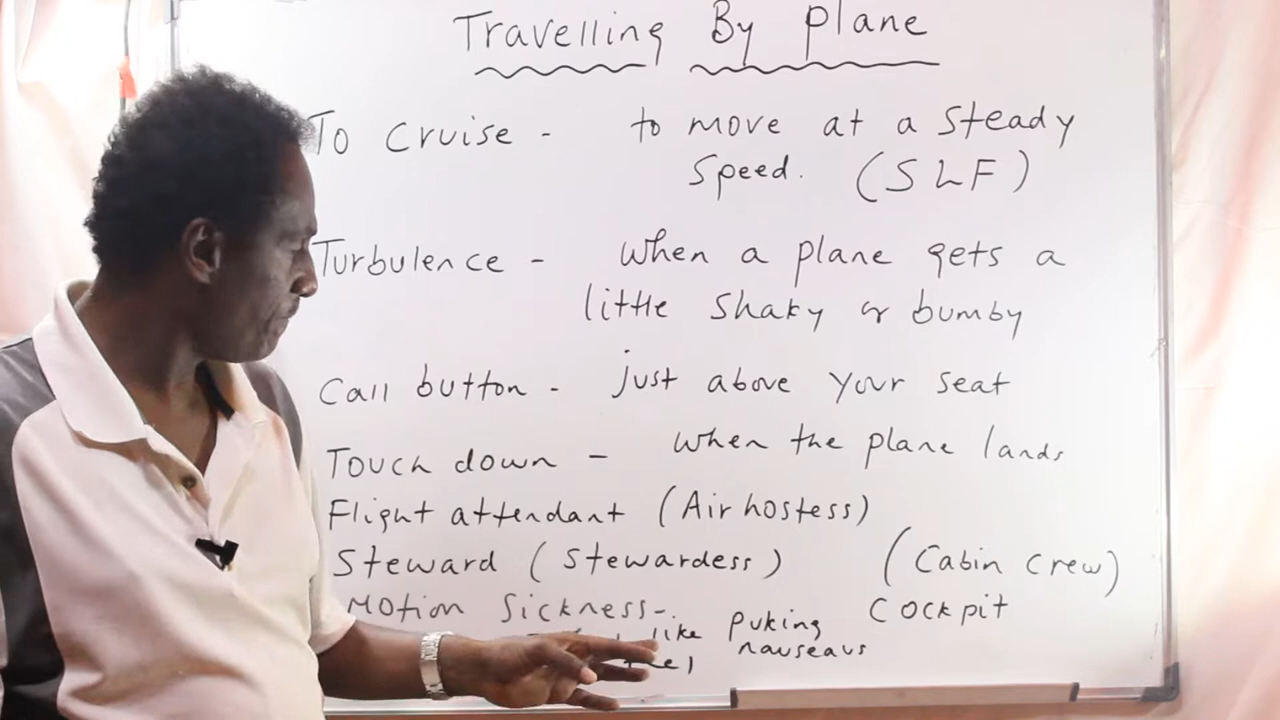 Travelling By plane
To cruise - to move at a steady
speed. (SLF)
Turbulence - when a plane gets a
little shaky or bumby
Call button - just above your seat
Touch down - when the plane lands
Flight attendant (Air hostess)
Steward (Stewardess) (Cabin crew)
Motion Sickness- Cockpit
like puking
nauseaus